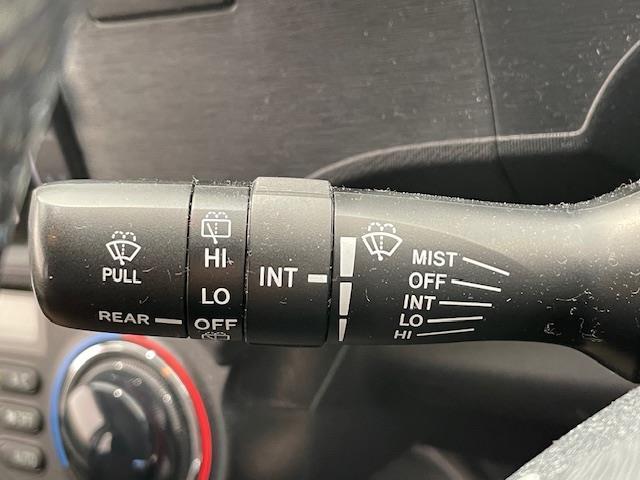 PULL
REAR
HI
LO
OFF
INT
MIST
OFF
INT
LO
HI